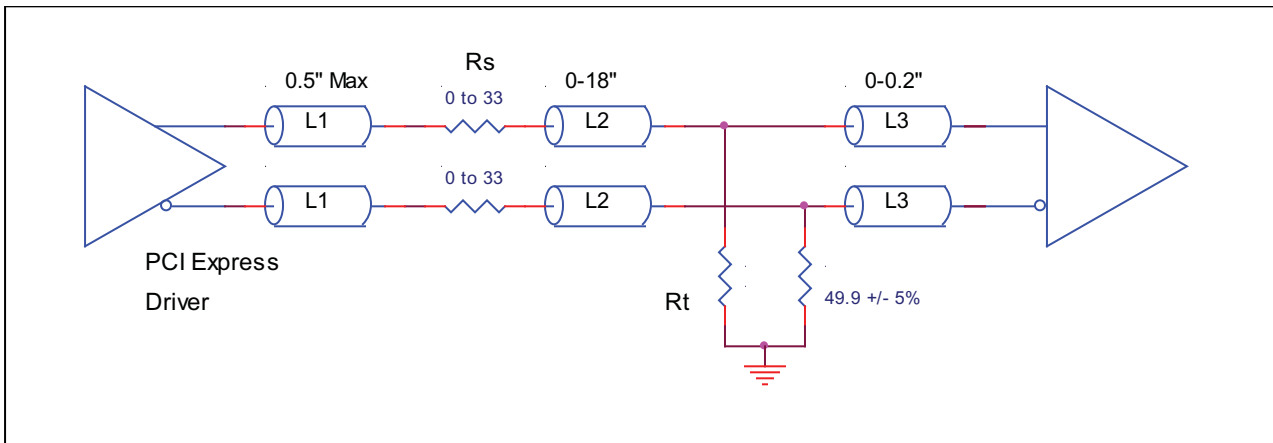 Rs
0.5" Max
0-18"
0-0.2"
0 to 33
L1
L2
L3
0 to 33
L1
L2
L3
PCI Express
Driver
Rt
49.9 +/- 5%